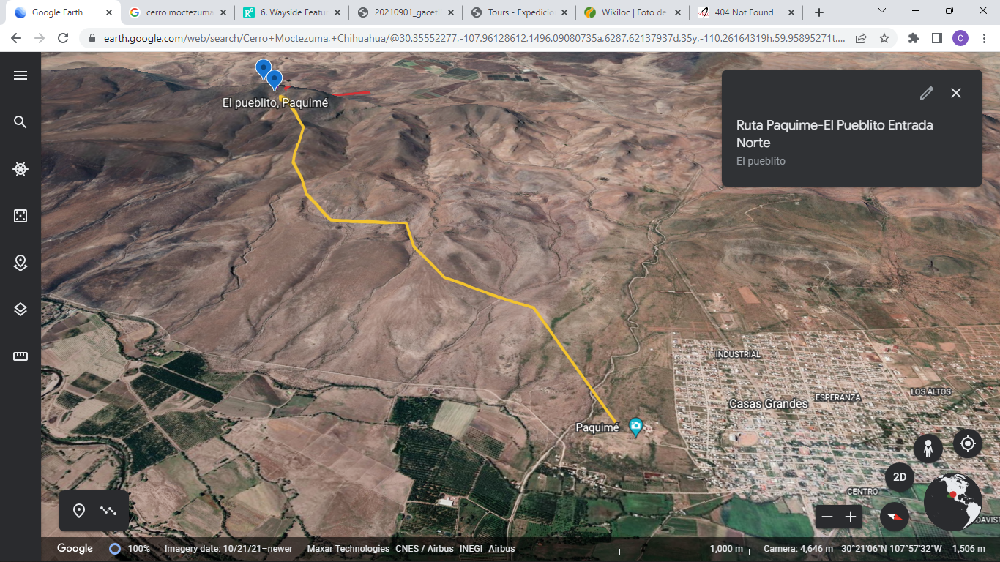 Google Earth
cerro moctezuma
6. Wayside Featu
20210901_gacet
Tours - Expedicio
Wikiloc | Foto de
404 Not Found
earth.google.com/web/search/Cerro+Moctezuma,+Chihuahua/@30.35552277,-107.96128612,1496.09080735a,6287.62137937d,35y,-110.26164319h,59.95895271t,...
C
El pueblito, Paquimé
Ruta Paquime-El Pueblito Entrada
Norte
El pueblito
INDUSTRIAL
Casas Grandes
ESPERANZA
LOS ALTOS
Paquimé
2D
CENTRO
DAVIST
Google
100%
Imagery date: 10/21/21–newer
Maxar Technologies CNES / Airbus INEGI Airbus
1,000 m
Camera: 4,646 m 30°21'06"N 107°57'32"W 1,506 m